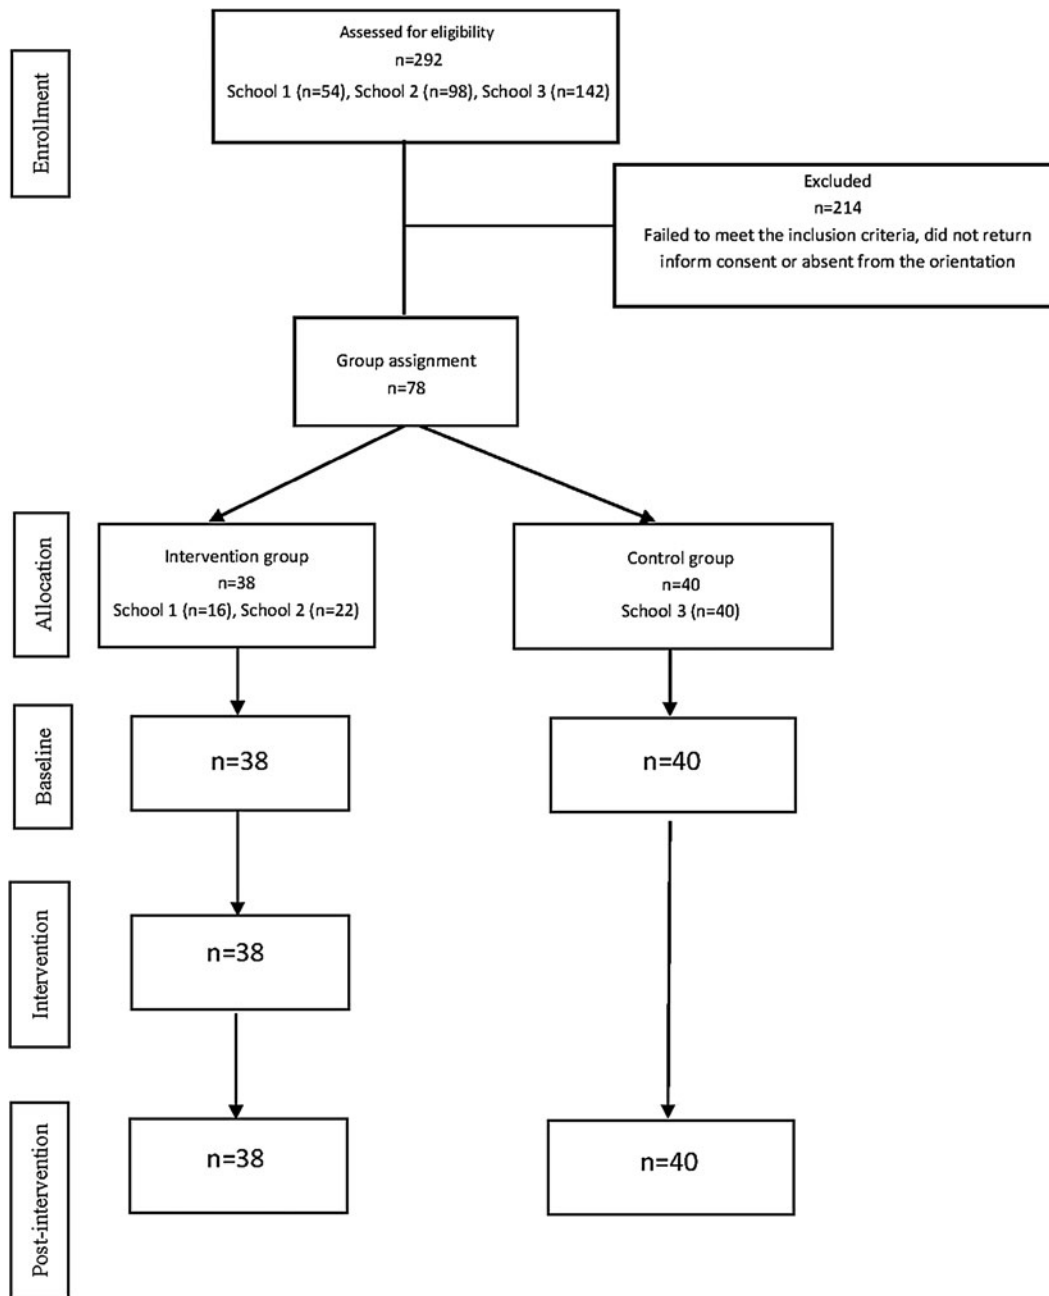 Enrollment
Assessed for eligibility
n=292
School 1 (n=54), School 2 (n=98), School 3 (n=142)
Excluded
n=214
Failed to meet the inclusion criteria, did not return
inform consent or absent from the orientation
Group assignment
n=78
Allocation
Intervention group
n=38
School 1 (n=16), School 2 (n=22)
Control group
n=40
School 3 (n=40)
Baseline
n=38
n=40
Intervention
n=38
Post-intervention
n=38
n=40